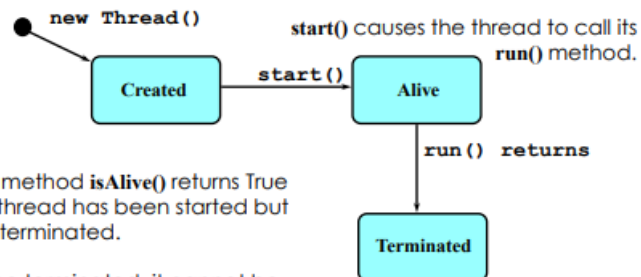 new Thread()
start() causes the thread to call its
run() method.
Created
start()
Alive
run() returns
method isAlive() returns True
thread has been started but
terminated.
Terminated